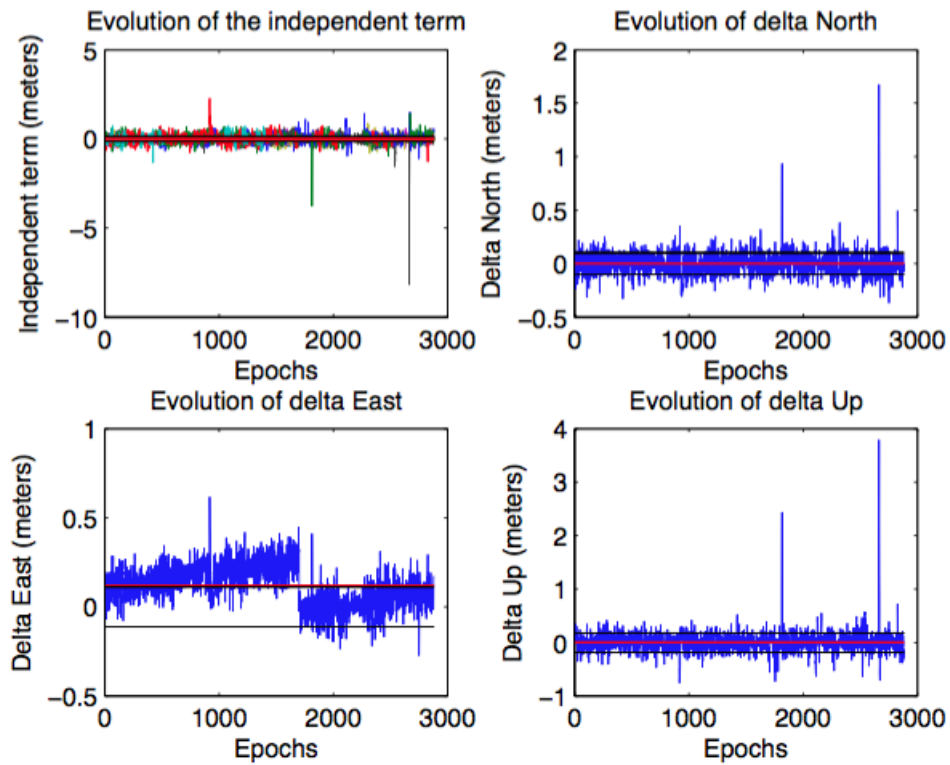 Evolution of the independent term
Independent term (meters)
5
0
−5
−10
0 1000 2000 3000
Epochs
Evolution of delta North
Delta North (meters)
2
1.5
1
0.5
0
−0.5
0 1000 2000 3000
Epochs
Evolution of delta East
Delta East (meters)
1
0.5
0
−0.5
0 1000 2000 3000
Epochs
Evolution of delta Up
Delta Up (meters)
4
3
2
1
0
−1
0 1000 2000 3000
Epochs